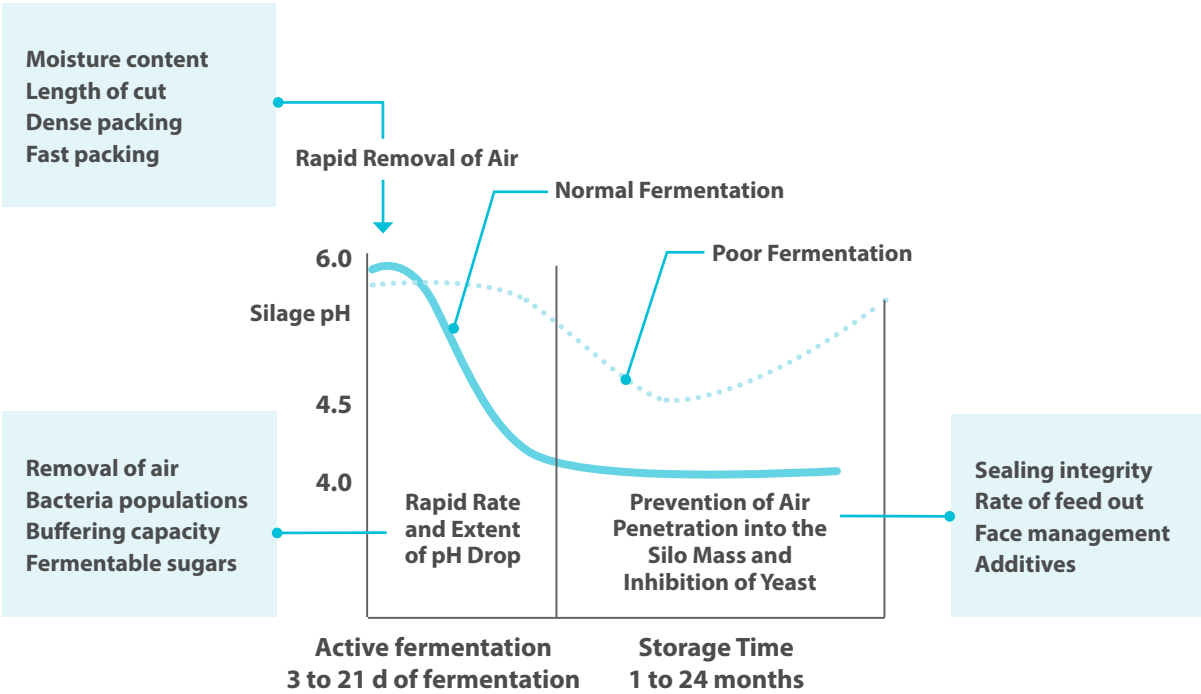 Moisture content
Length of cut
Dense packing
Fast packing
Rapid Removal of Air
Normal Fermentation
Poor Fermentation
6.0
Silage pH
4.5
4.0
Removal of air
Bacteria populations
Buffering capacity
Fermentable sugars
Rapid Rate
and Extent
of pH Drop
Prevention of Air
Penetration into the
Silo Mass and
Inhibition of Yeast
Sealing integrity
Rate of feed out
Face management
Additives
Active fermentation
3 to 21 d of fermentation
Storage Time
1 to 24 months